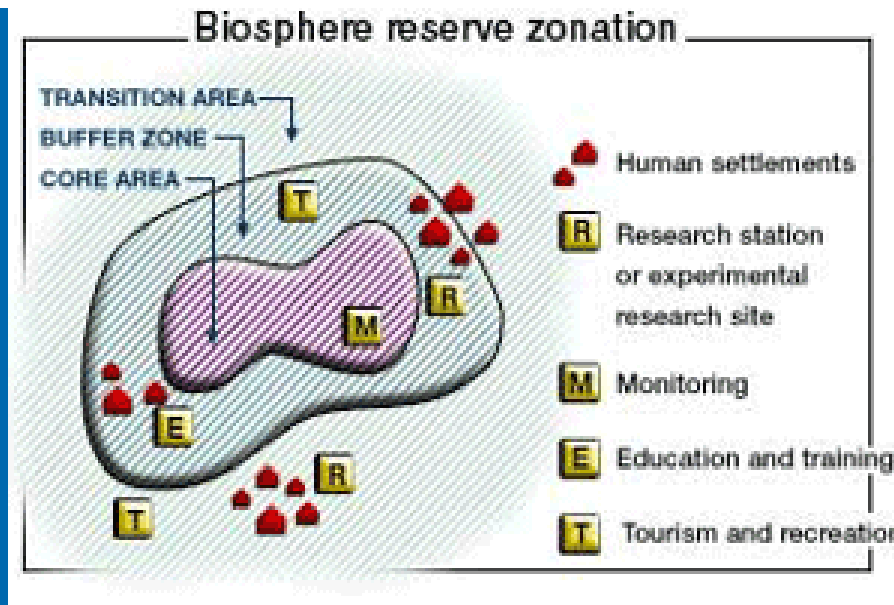 Biosphere reserve zonation
TRANSITION AREA
BUFFER ZONE
CORE AREA
T
R
M
E
R
T
Human settlements
R Research station
or experimental
research site
M Monitoring
E Education and training
T Tourism and recreation